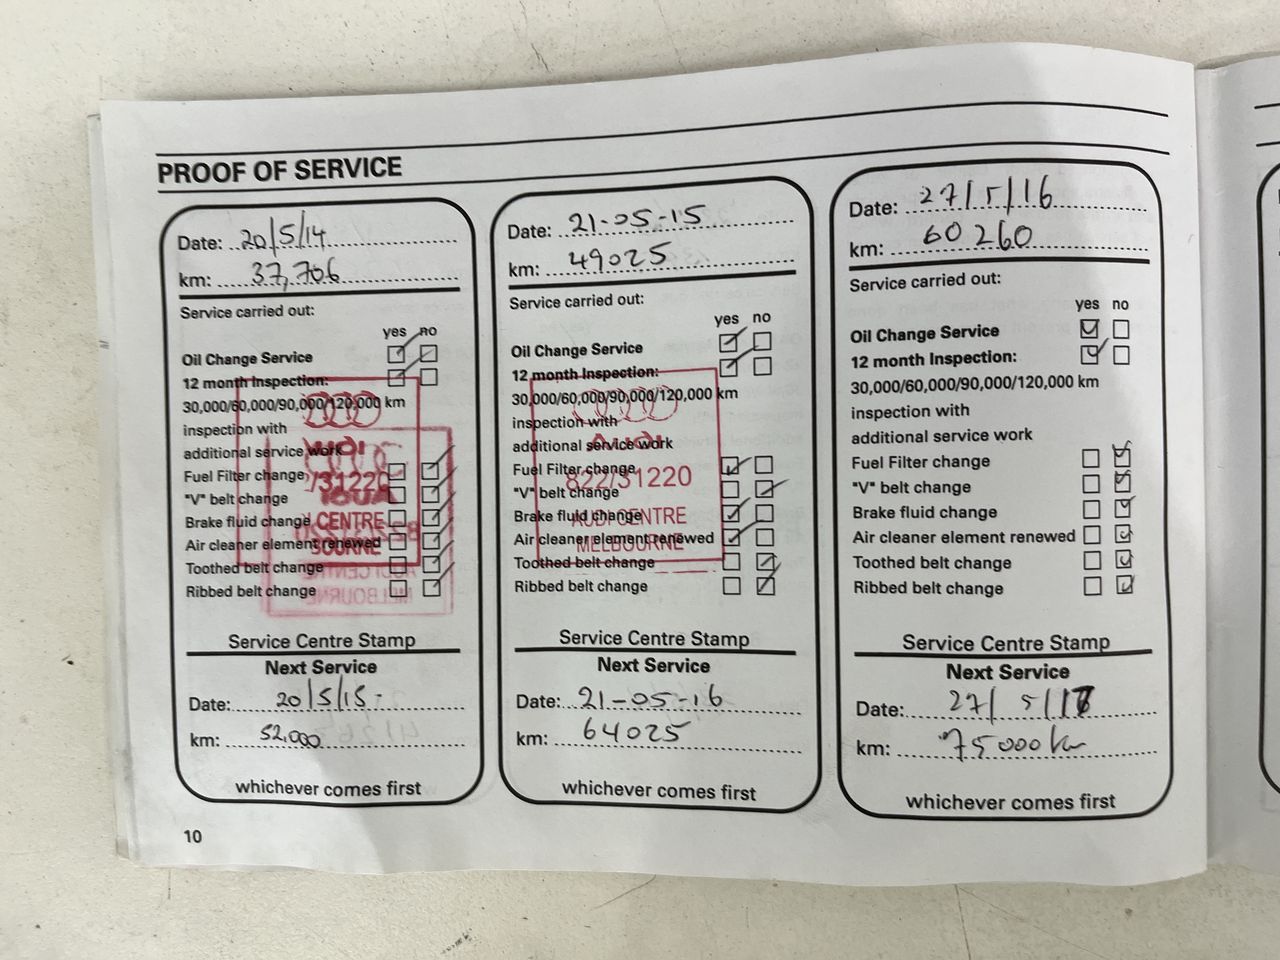 PROOF OF SERVICE
Date: 20/5/14
km: 37,706
Service carried out:
yes no
Oil Change Service
12 month Inspection:
30,000/60,000/90,000/120,000 km
inspection with
additional service work
Fuel Filter change
"V" belt change
Brake fluid change
Air cleaner element renewed
Toothed belt change
Ribbed belt change
/31220
CENTRE
BOURNE
AUDI CENTRE
MELBOURNE
Service Centre Stamp
Next Service
Date: 20/5/15
km: 52,000
whichever comes first
Date: 21-05-15
km: 49025
Service carried out:
yes no
Oil Change Service
12 month Inspection:
30,000/60,000/90,000/120,000 km
inspection with
additional service work
Fuel Filter change
"V" belt change
Brake fluid change
Air cleaner element renewed
Toothed belt change
Ribbed belt change
AUDI
822/31220
AUDI CENTRE
MELBOURNE
Service Centre Stamp
Next Service
Date: 21-05-16
km: 64025
whichever comes first
Date: 27/5/16
km: 60260
Service carried out:
yes no
Oil Change Service
12 month Inspection:
30,000/60,000/90,000/120,000 km
inspection with
additional service work
Fuel Filter change
"V" belt change
Brake fluid change
Air cleaner element renewed
Toothed belt change
Ribbed belt change
Service Centre Stamp
Next Service
Date: 27/5/17
km: 75000km
whichever comes first
10